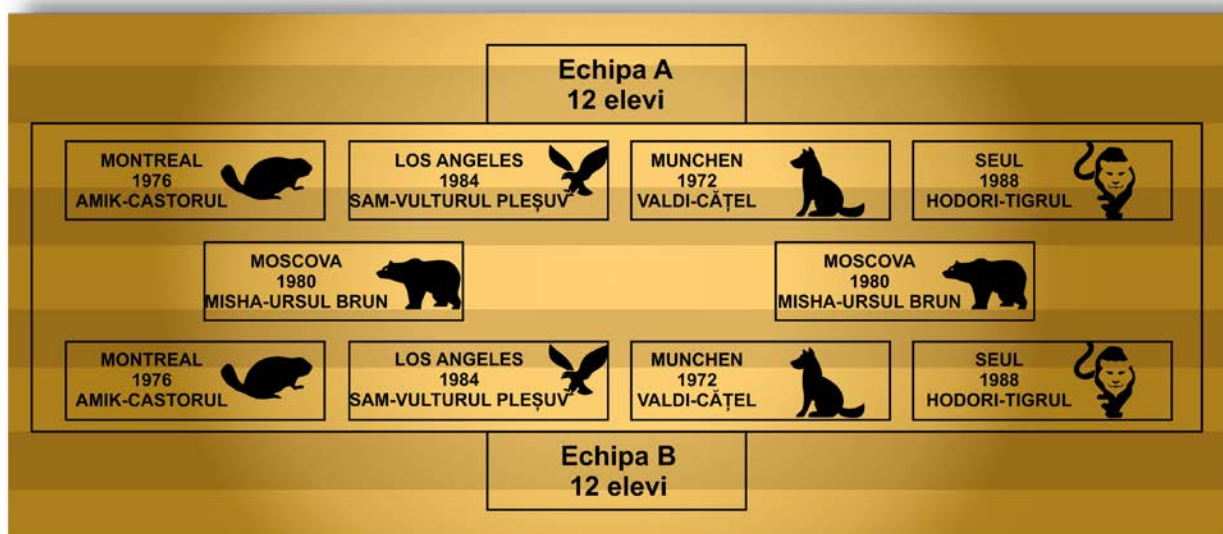 Echipa A
12 elevi
MONTREAL
1976
AMIK-CASTORUL
LOS ANGELES
1984
SAM-VULTURUL PLEȘUV
MUNCHEN
1972
VALDI-CĂȚEL
SEUL
1988
HODORI-TIGRUL
MOSCOVA
1980
MISHA-URSUL BRUN
MOSCOVA
1980
MISHA-URSUL BRUN
MONTREAL
1976
AMIK-CASTORUL
LOS ANGELES
1984
SAM-VULTURUL PLEȘUV
MUNCHEN
1972
VALDI-CĂȚEL
SEUL
1988
HODORI-TIGRUL
Echipa B
12 elevi